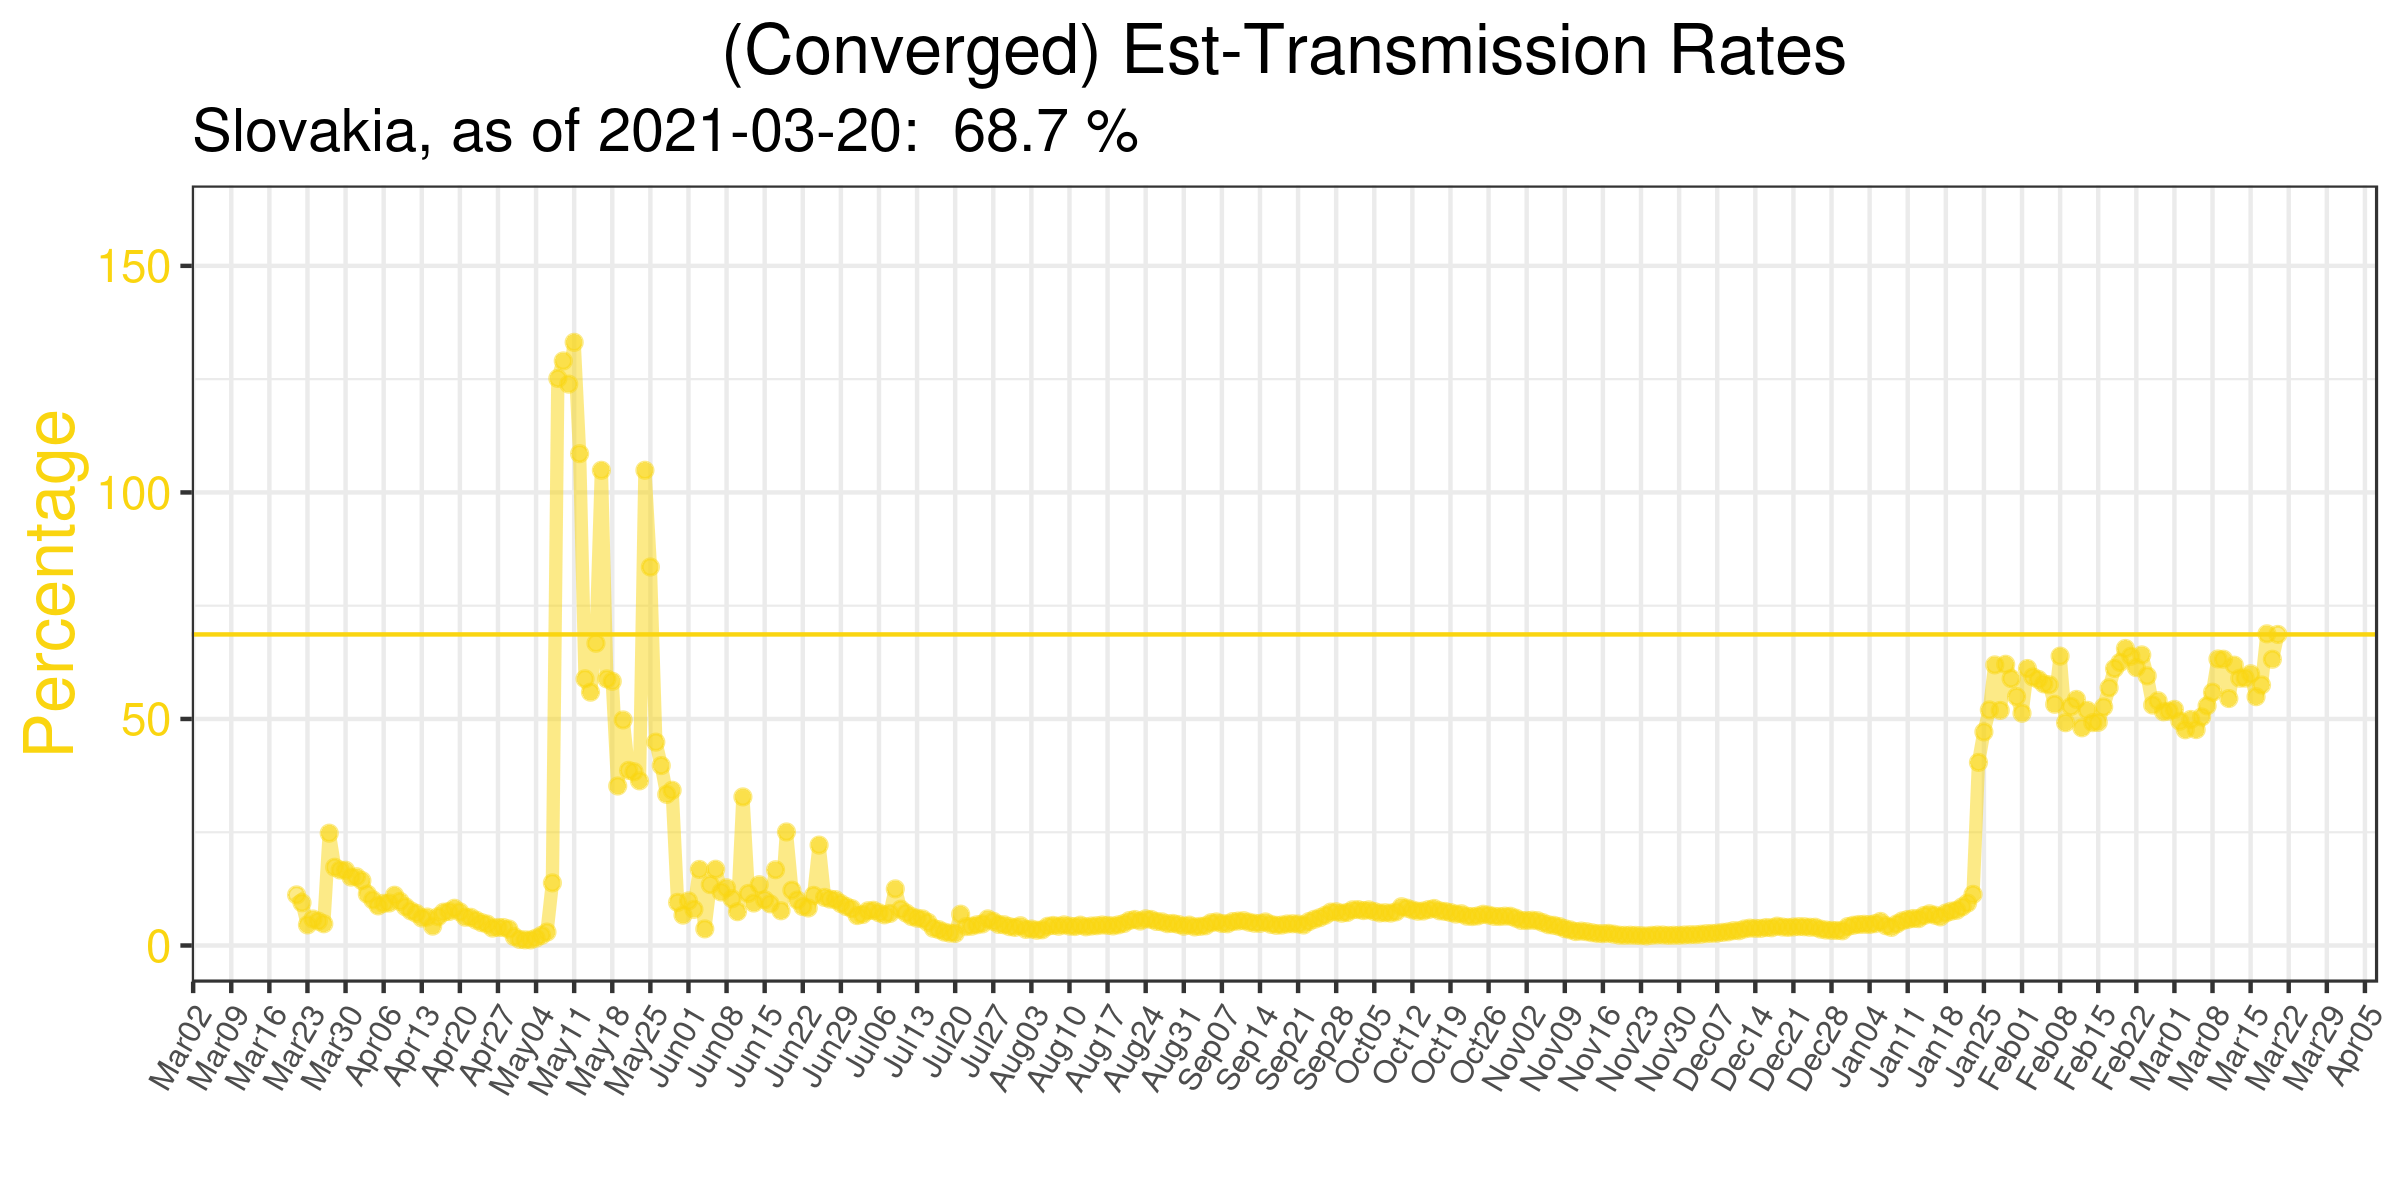 (Converged) Est-Transmission Rates
Slovakia, as of 2021-03-20:  68.7 %
Percentage
150
100
50
0
Mar02
Mar09
Mar16
Mar23
Mar30
Apr06
Apr13
Apr20
Apr27
May04
May11
May18
May25
Jun01
Jun08
Jun15
Jun22
Jun29
Jul06
Jul13
Jul20
Jul27
Aug03
Aug10
Aug17
Aug24
Aug31
Sep07
Sep14
Sep21
Sep28
Oct05
Oct12
Oct19
Oct26
Nov02
Nov09
Nov16
Nov23
Nov30
Dec07
Dec14
Dec21
Dec28
Jan04
Jan11
Jan18
Jan25
Feb01
Feb08
Feb15
Feb22
Mar01
Mar08
Mar15
Mar22
Mar29
Apr05